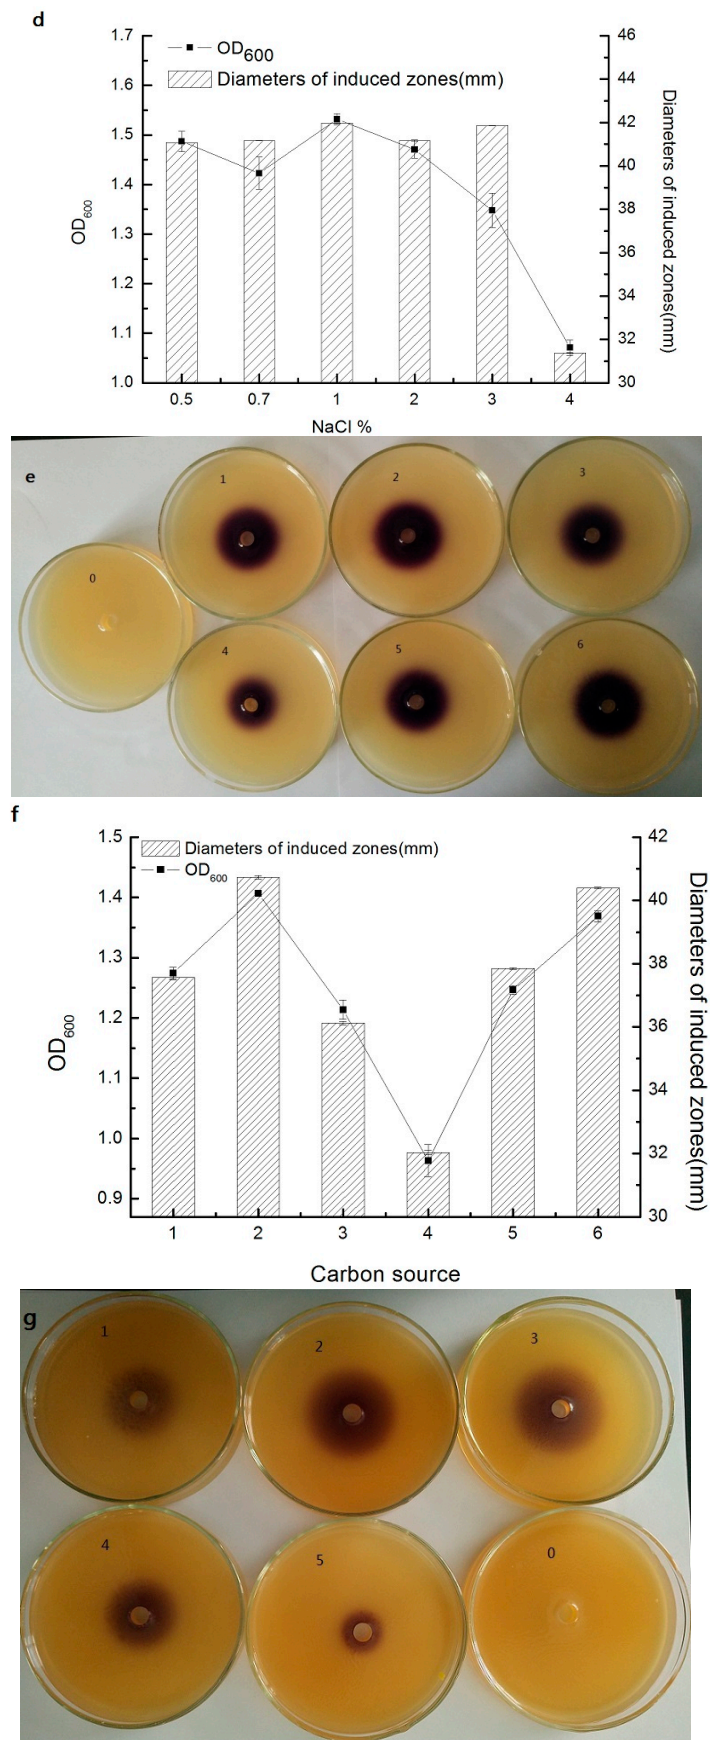 d
OD600
Diameters of induced zones(mm)
1.7
1.6
1.5
1.4
1.3
1.2
1.1
1.0
OD600
46
44
42
40
38
36
34
32
30
Diameters of induced zones(mm)
0.5 0.7 1 2 3 4
NaCl %
e
0
1
2
3
4
5
6
f
Diameters of induced zones(mm)
OD600
1.5
1.4
1.3
1.2
1.1
1.0
0.9
OD600
42
40
38
36
34
32
30
Diameters of induced zones(mm)
1 2 3 4 5 6
Carbon source
g
1
2
3
4
5
0